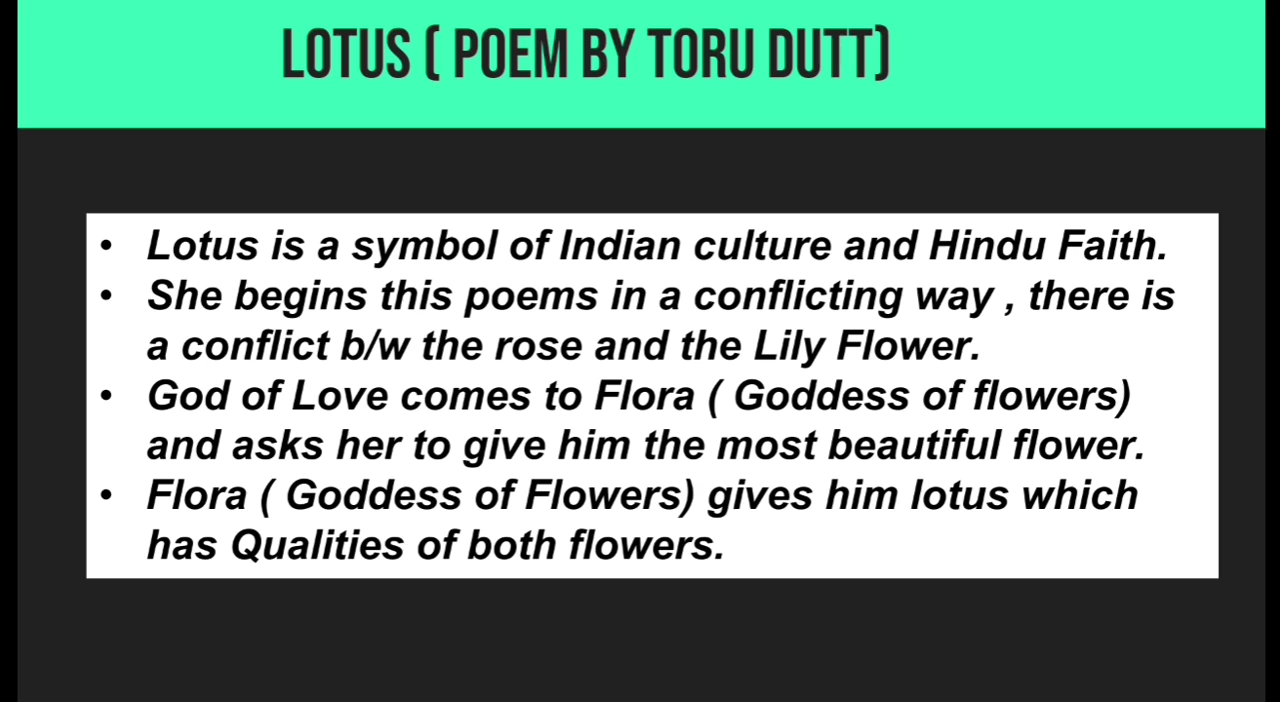 LOTUS ( POEM BY TORU DUTT)
• Lotus is a symbol of Indian culture and Hindu Faith.
• She begins this poems in a conflicting way , there is
a conflict b/w the rose and the Lily Flower.
• God of Love comes to Flora ( Goddess of flowers)
and asks her to give him the most beautiful flower.
• Flora ( Goddess of Flowers) gives him lotus which
has Qualities of both flowers.